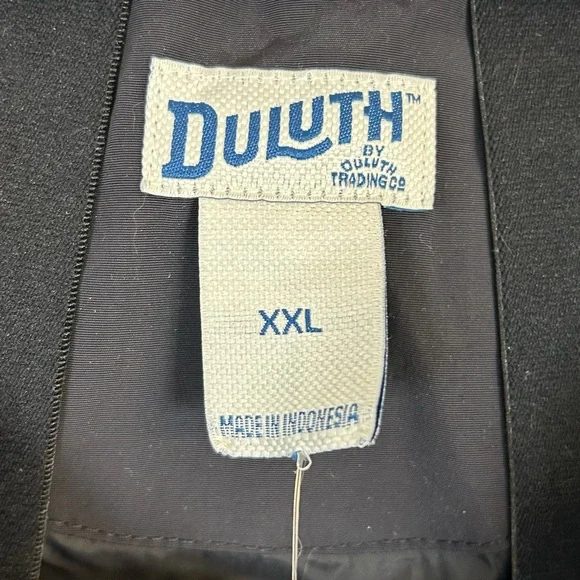 DULUTH™
BY
DULUTH
TRADING CO
XXL
MADE IN INDONESIA